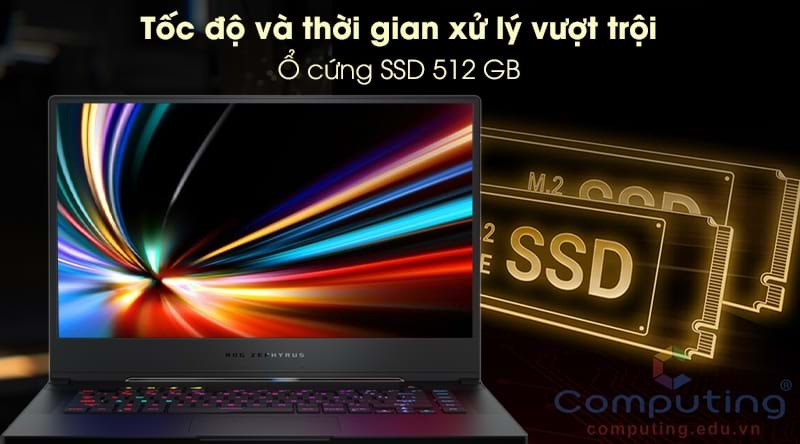 Tốc độ và thời gian xử lý vượt trội
Ổ cứng SSD 512 GB
M.2 SSD
2
E SSD
ROG ZEPHYRUS
Computing®
computing.edu.vn